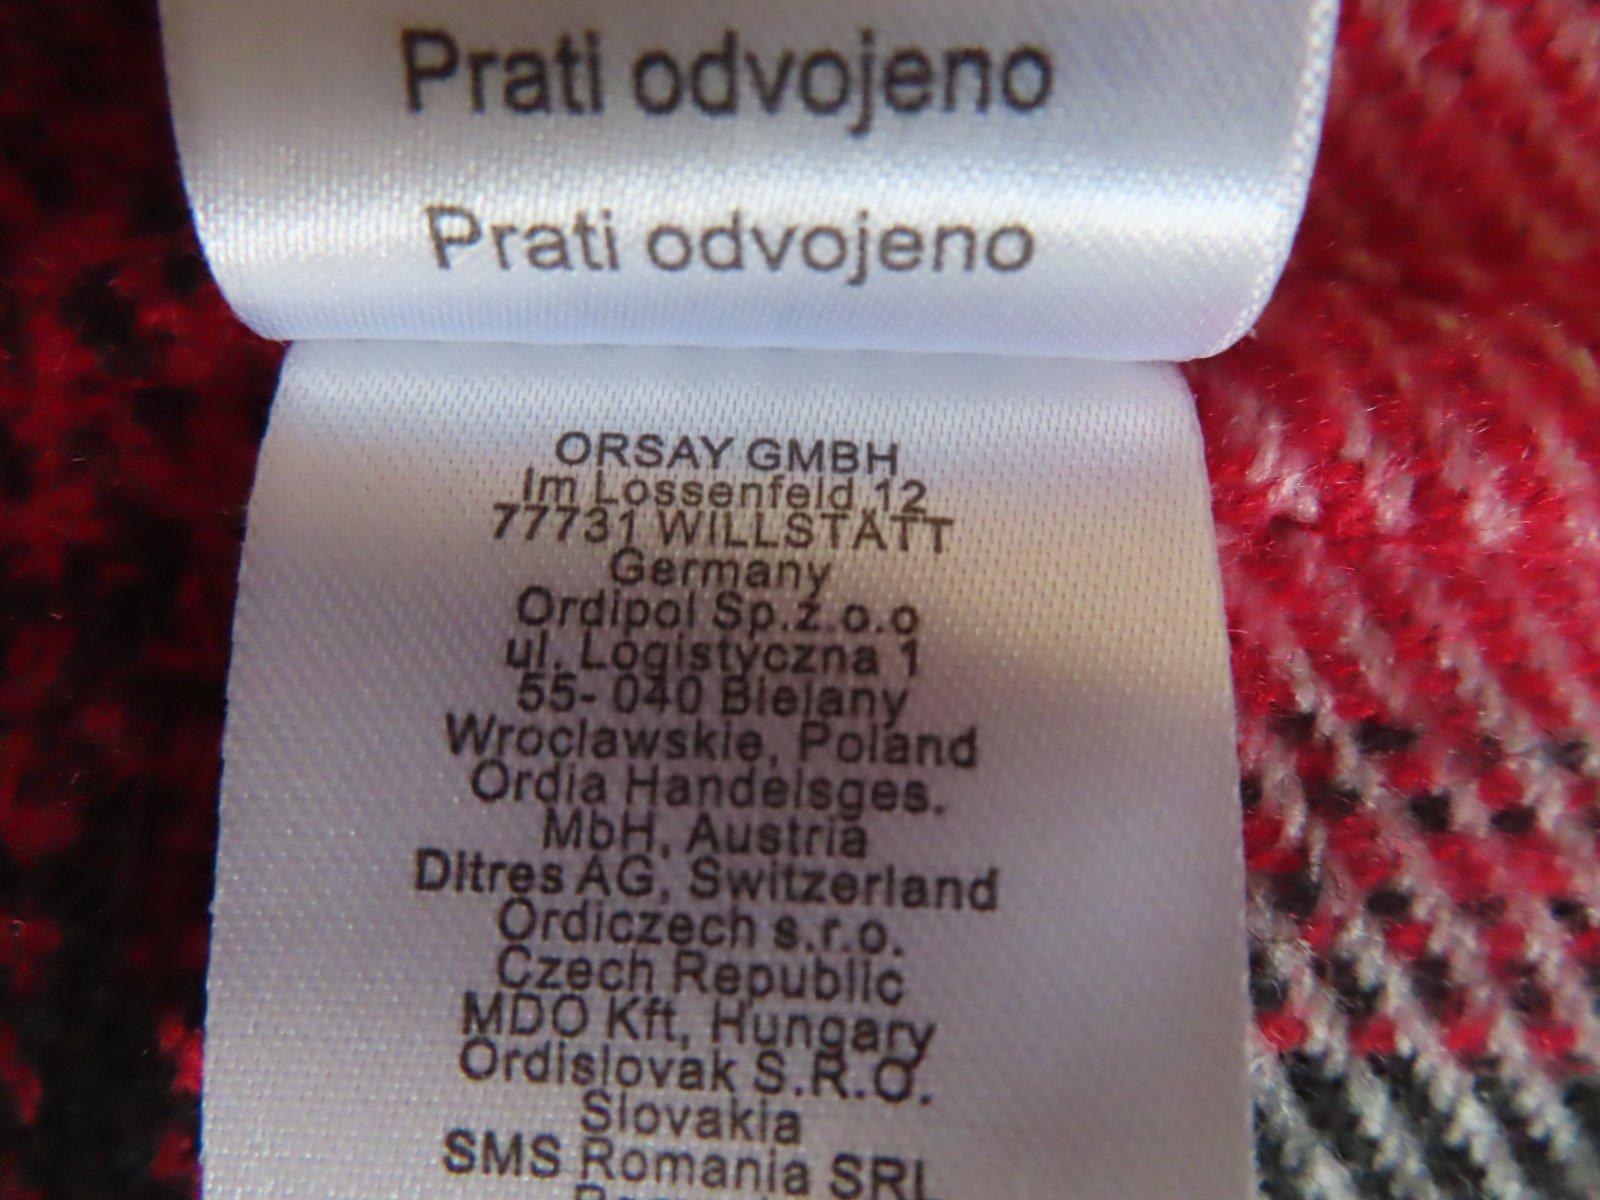 Prati odvojeno
Prati odvojeno
ORSAY GMBH
Im Lossenfeld 12
77731 WILLSTÄTT
Germany
Ordipol Sp.z.o.o
ul. Logistyczna 1
55- 040 Bielany
Wroclawskie, Poland
Ordia Handelsges.
MbH, Austria
Ditres AG, Switzerland
Ordiczech s.r.o.
Czech Republic
MDO Kft, Hungary
Ordislovak S.R.O.
Slovakia
SMS Romania SRL